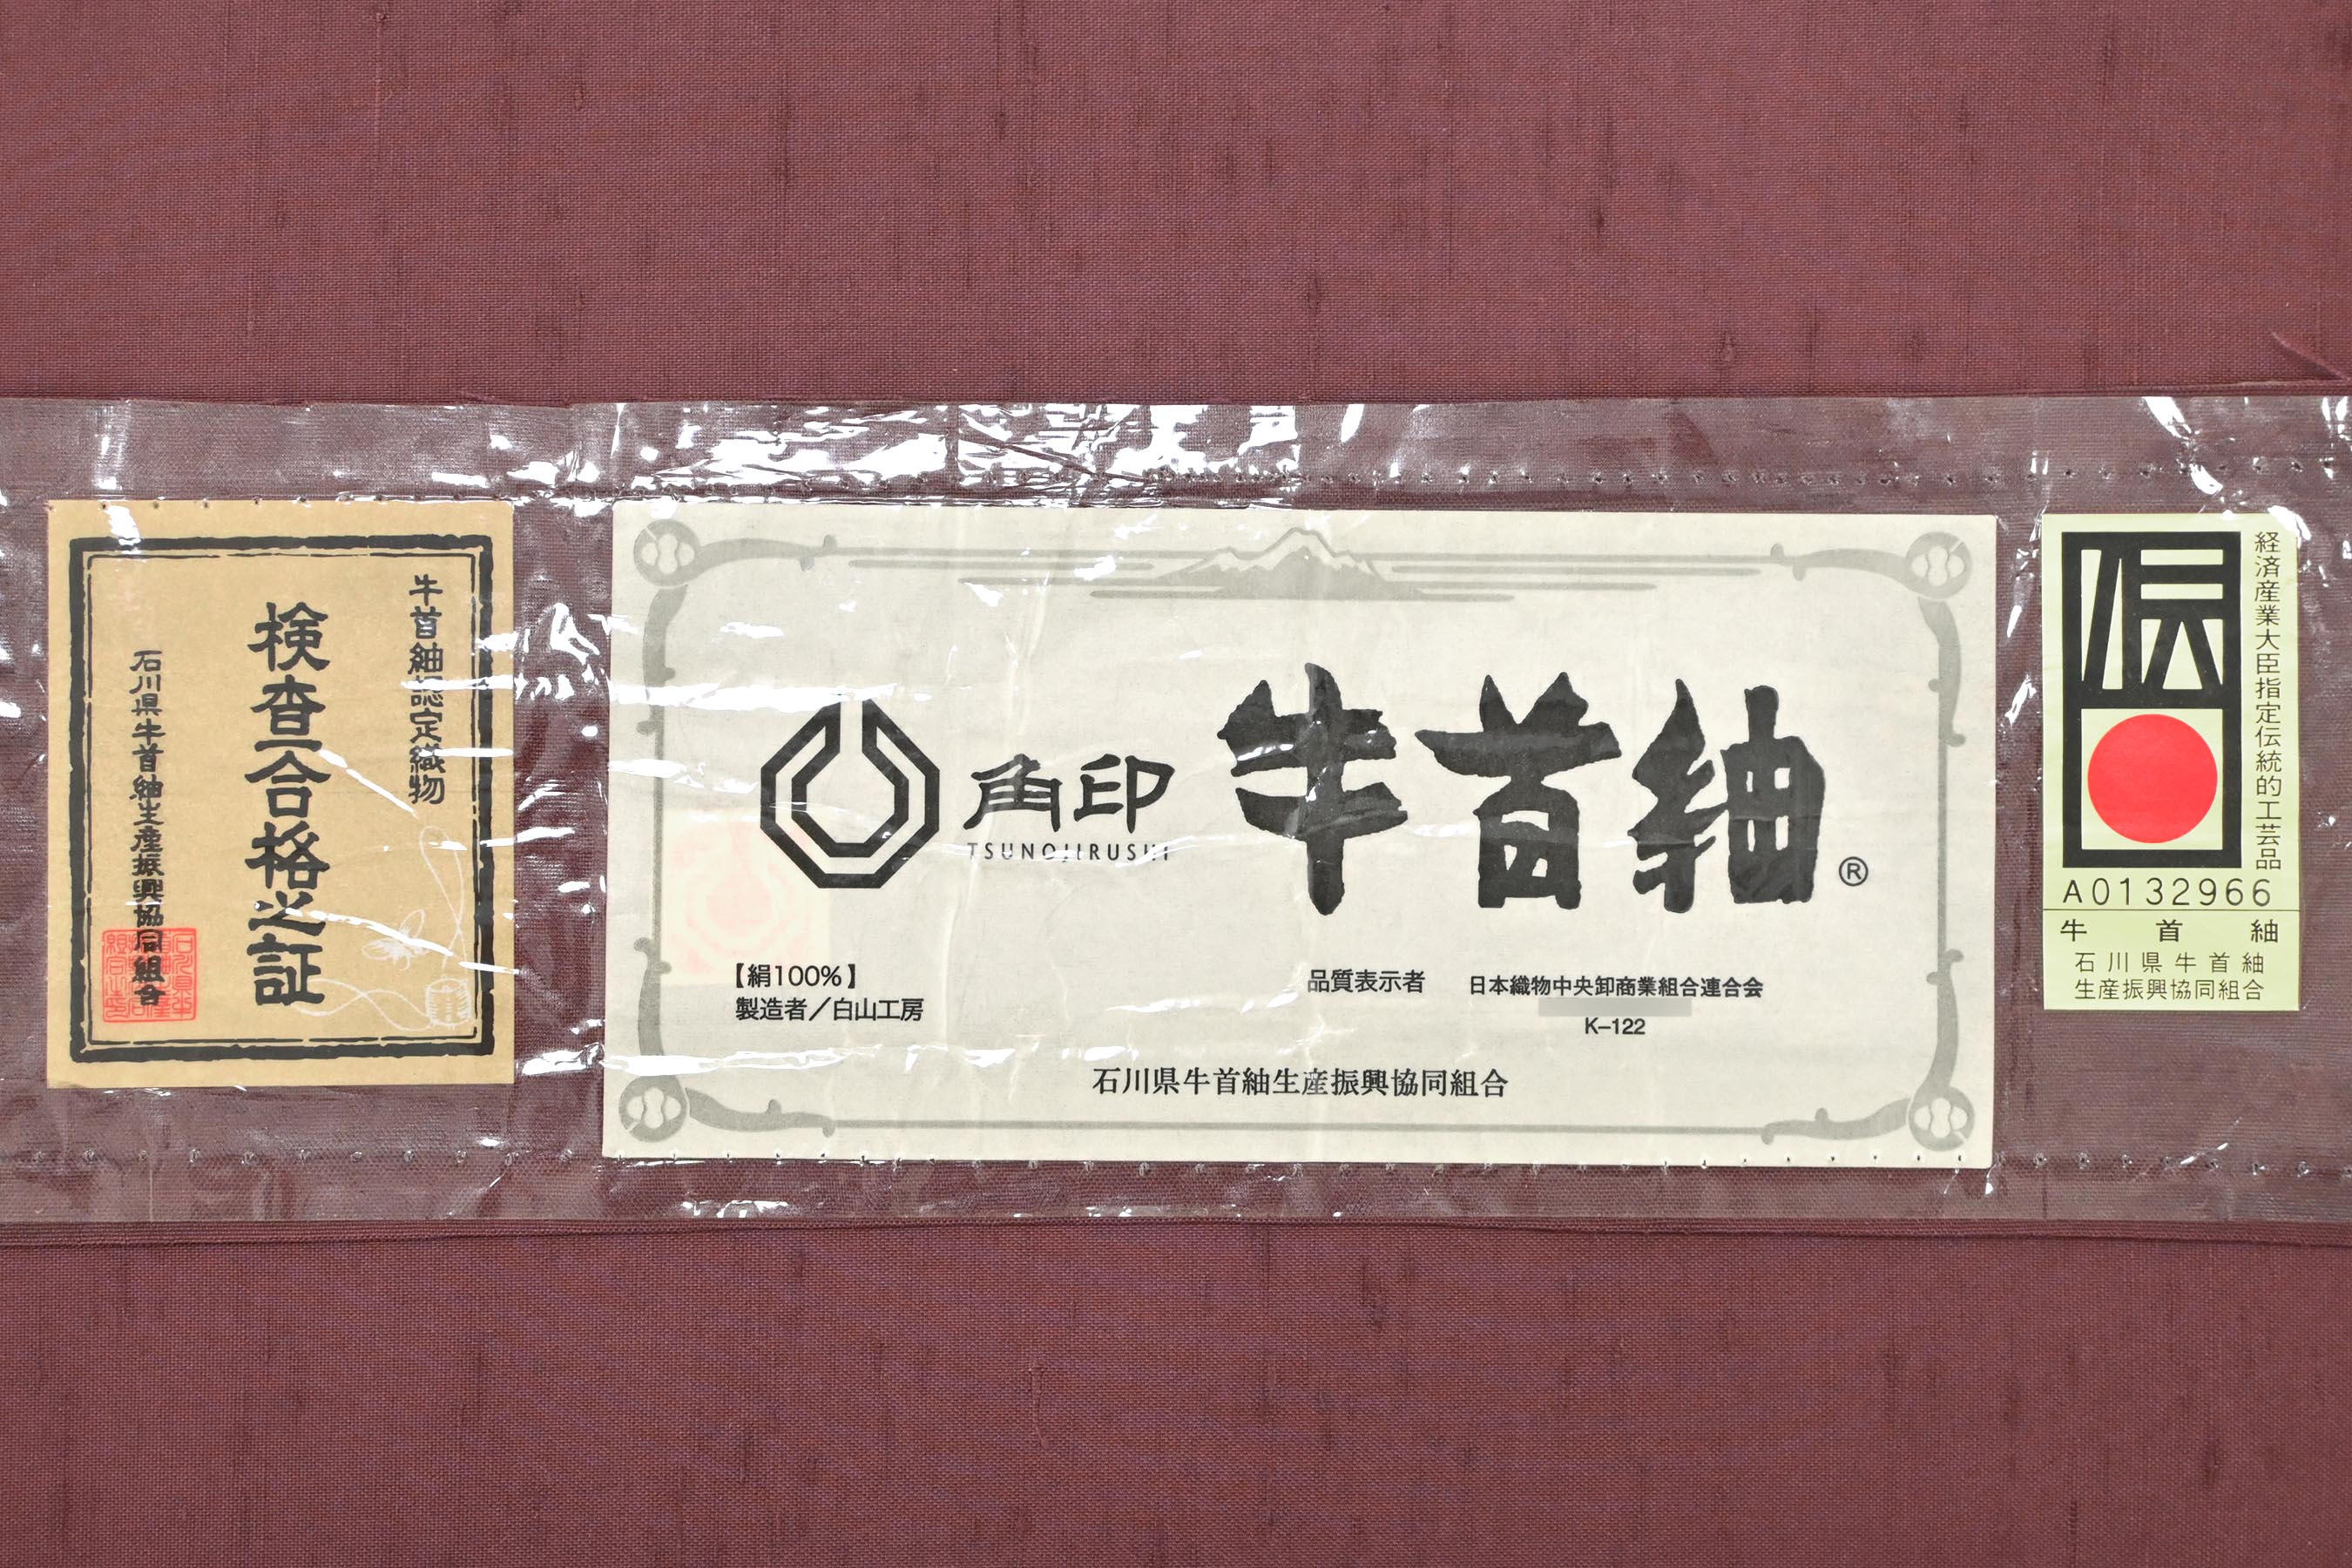 牛首紬認定織物
検査合格之証
石川県牛首紬生産振興協同組合
角印
TSUNOJIRUSHI
牛首紬®
【絹100%】
製造者/白山工房
品質表示者 日本織物中央卸商業組合連合会
K-122
石川県牛首紬生産振興協同組合
伝
経済産業大臣指定伝統的工芸品
A0132966
牛首紬
石川県牛首紬
生産振興協同組合